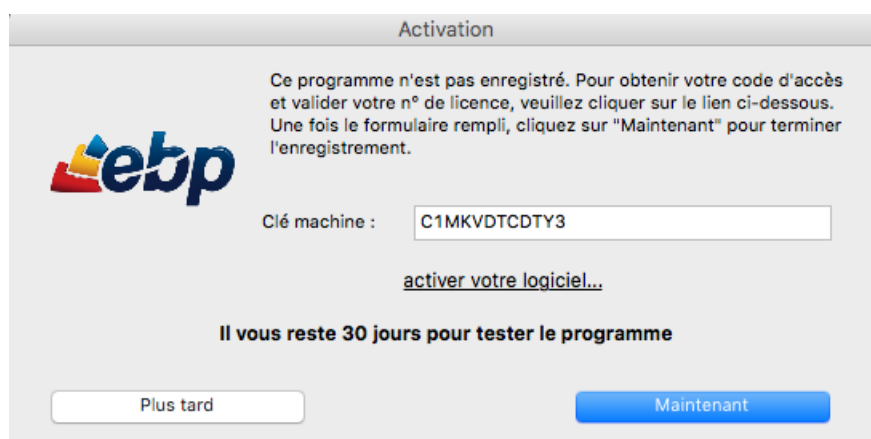 Activation
Ce programme n'est pas enregistré. Pour obtenir votre code d'accès
et valider votre n° de licence, veuillez cliquer sur le lien ci-dessous.
Une fois le formulaire rempli, cliquez sur "Maintenant" pour terminer
l'enregistrement.
ebp
Clé machine : C1MKVDTCDTY3
activer votre logiciel...
Il vous reste 30 jours pour tester le programme
Plus tard Maintenant